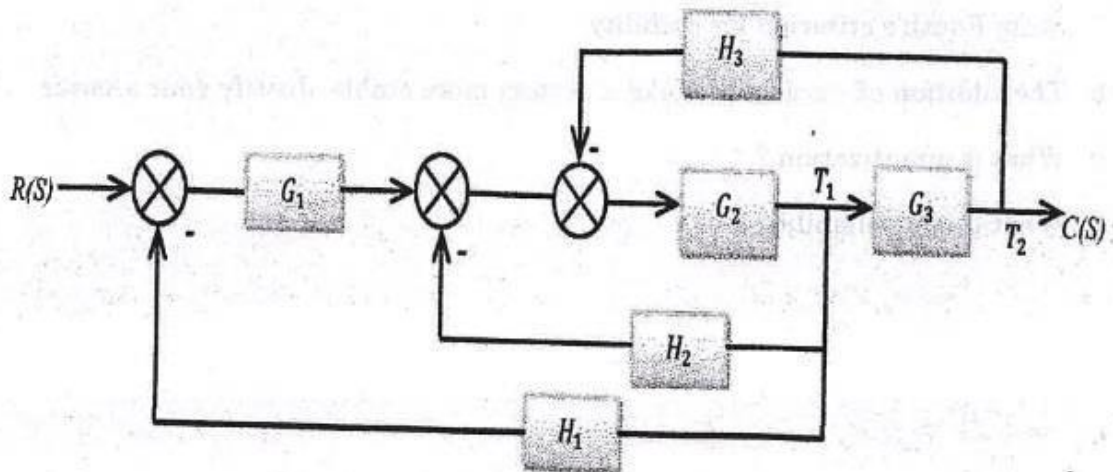 H3
R(S)
G1
G2
T1
G3
T2
C(S)
-
-
-
H2
H1